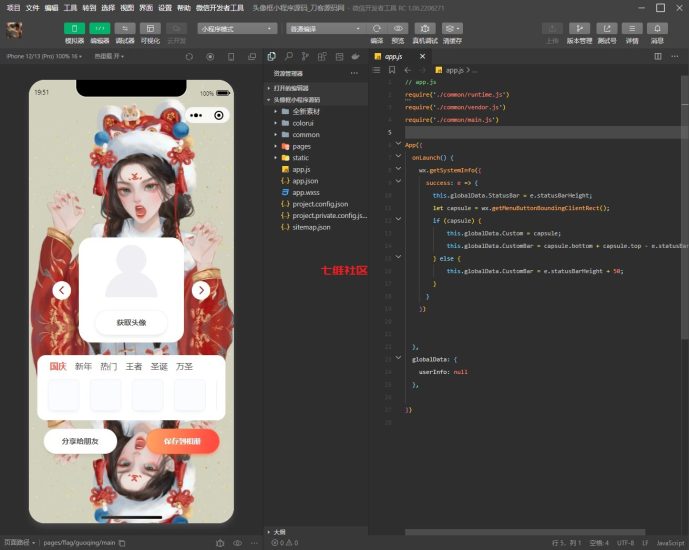 项目 文件 编辑 工具 转到 选择 视图 界面 设置 帮助 微信开发者工具 头像框小程序源码_刀客源码网 - 微信开发者工具 RC 1.06.2206271
模拟器 编辑器 调试器 可视化 云开发 小程序模式 普通编译 编译 预览 真机调试 清缓存 上传 版本管理 测试号 详情 消息
iPhone 12/13 (Pro) 100% 16 热重载 开
19:51 100%
获取头像
国庆 新年 热门 王者 圣诞 万圣
分享给朋友 保存到相册
资源管理器
打开的编辑器
头像框小程序源码
全新素材
colorui
common
pages
static
app.js
app.json
app.wxss
project.config.json
project.private.config.js...
sitemap.json
七维社区
大纲
app.js
app.js > ...
1 // app.js
2 require('./common/runtime.js')
3 require('./common/vendor.js')
4 require('./common/main.js')
5
6 App({
7 onLaunch() {
8 wx.getSystemInfo({
9 success: e => {
10 this.globalData.StatusBar = e.statusBarHeight;
11 let capsule = wx.getMenuButtonBoundingClientRect();
12 if (capsule) {
13 this.globalData.Custom = capsule;
14 this.globalData.CustomBar = capsule.bottom + capsule.top - e.statusBa
15 } else {
16 this.globalData.CustomBar = e.statusBarHeight + 50;
17 }
18 }
19 })
20
21
22 },
23 globalData: {
24 userInfo: null
25 },
26
27 })
28
页面路径 pages/flag/guoqing/main
0 0
行 5，列 1 空格: 4 UTF-8 LF JavaScript